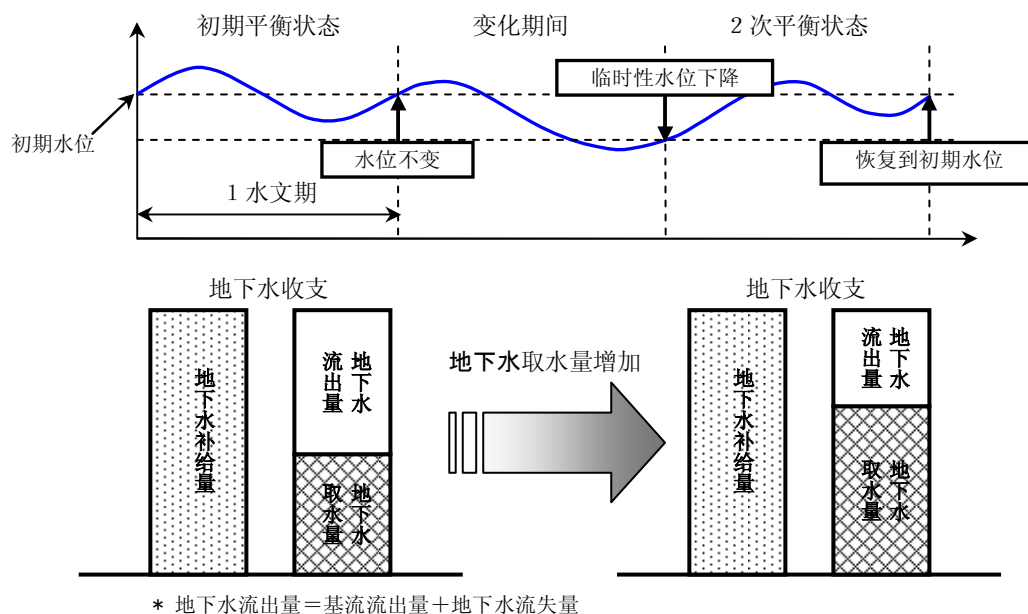 初期平衡状态
变化期间
2 次平衡状态
临时性水位下降
初期水位
水位不变
恢复到初期水位
1 水文期
地下水收支
地下水收支
地下水补给量
地下水
流出量
地下水
取水量
地下水取水量增加
地下水补给量
地下水
流出量
地下水
取水量
* 地下水流出量＝基流流出量＋地下水流失量